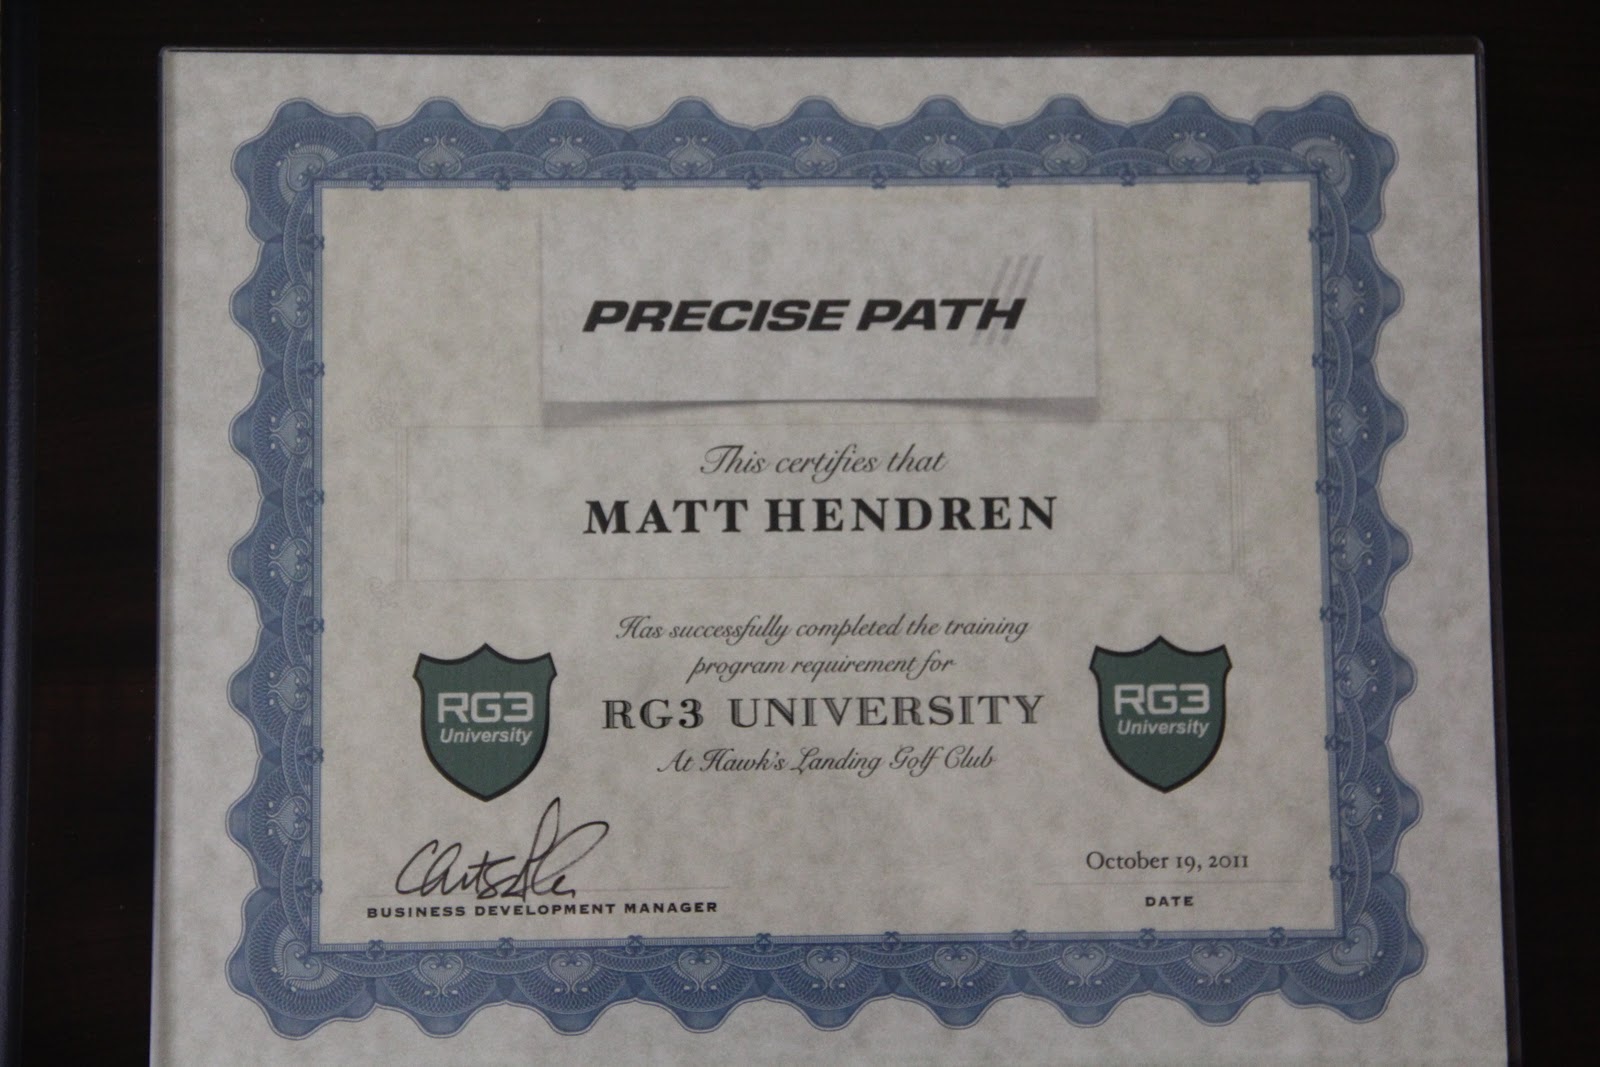 PRECISE PATH
This certifies that
MATT HENDREN
Has successfully completed the training
program requirement for
RG3 UNIVERSITY
At Hawk's Landing Golf Club
RG3
University
RG3
University
October 19, 2011
BUSINESS DEVELOPMENT MANAGER
DATE